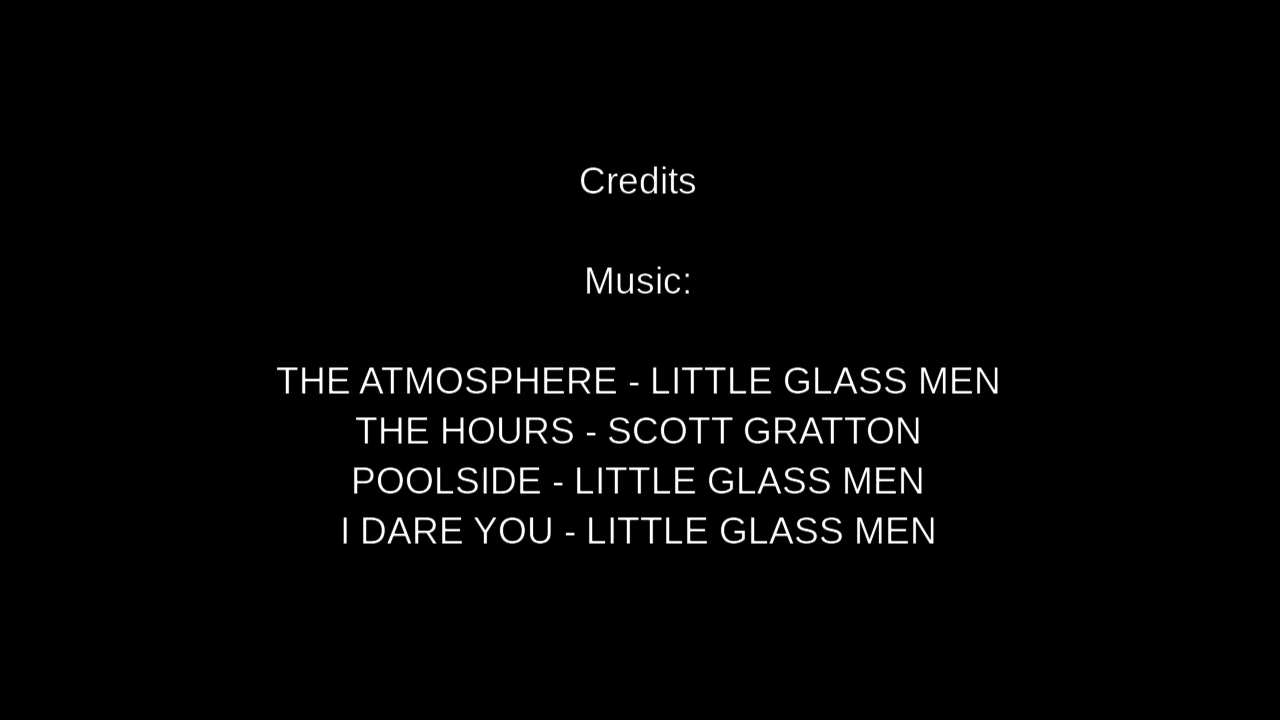 Credits
Music:
THE ATMOSPHERE - LITTLE GLASS MEN
THE HOURS - SCOTT GRATTON
POOLSIDE - LITTLE GLASS MEN
I DARE YOU - LITTLE GLASS MEN